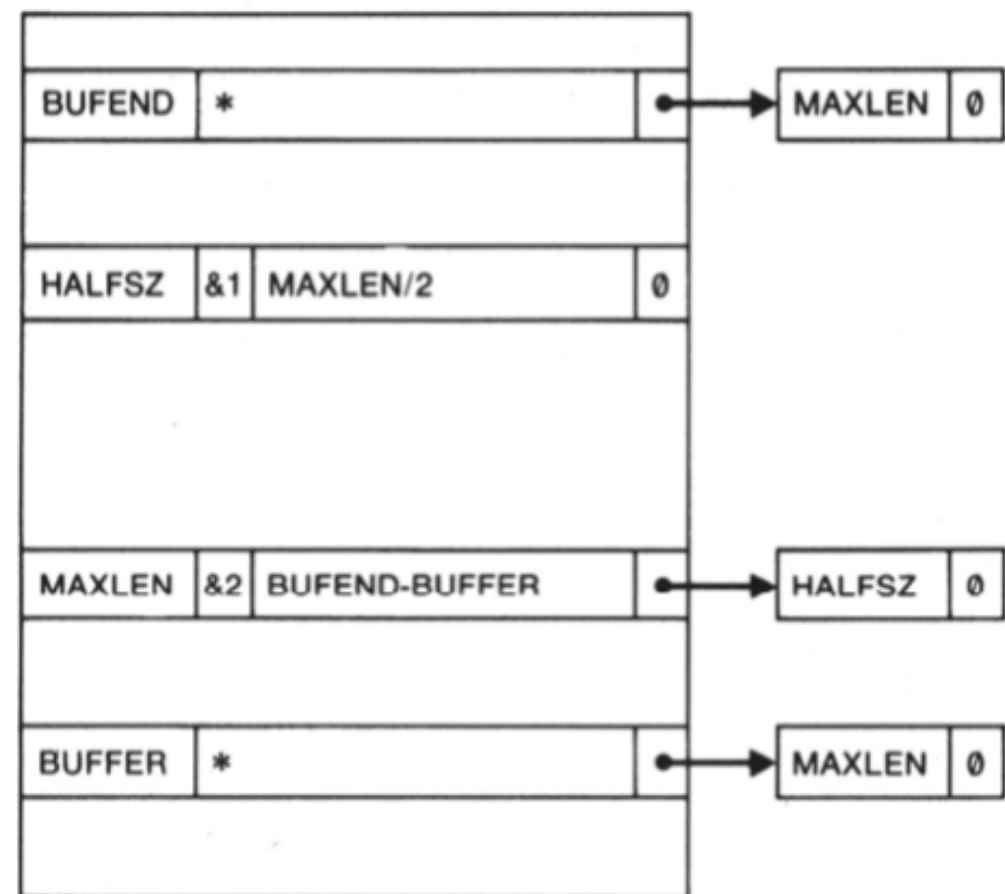 BUFEND * MAXLEN 0
HALFSZ &1 MAXLEN/2 0
MAXLEN &2 BUFEND-BUFFER HALFSZ 0
BUFFER * MAXLEN 0